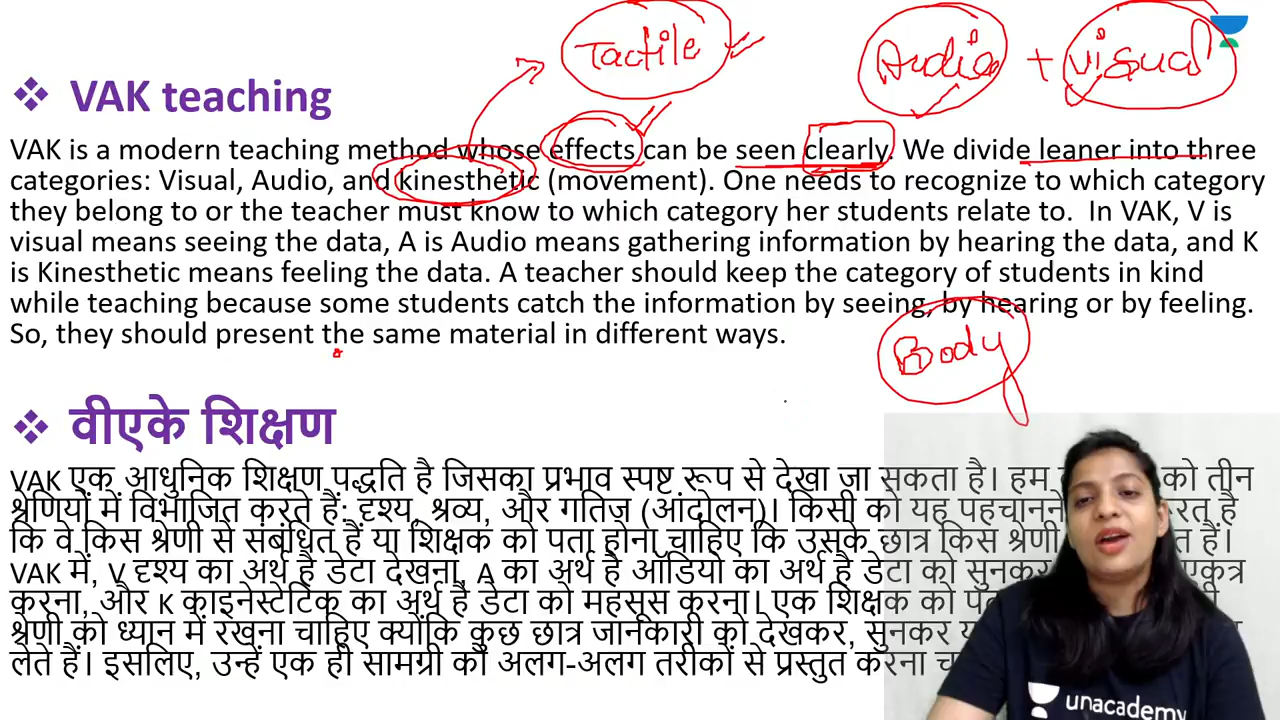 Tactile
Audio + Visual
❖ VAK teaching
VAK is a modern teaching method whose effects can be seen clearly. We divide leaner into three
categories: Visual, Audio, and kinesthetic (movement). One needs to recognize to which category
they belong to or the teacher must know to which category her students relate to. In VAK, V is
visual means seeing the data, A is Audio means gathering information by hearing the data, and K
is Kinesthetic means feeling the data. A teacher should keep the category of students in kind
while teaching because some students catch the information by seeing, by hearing or by feeling.
So, they should present the same material in different ways.
Body
❖ वीएके शिक्षण
VAK एक आधुनिक शिक्षण पद्धति है जिसका प्रभाव स्पष्ट रूप से देखा जा सकता है। हम को तीन
श्रेणियों में विभाजित करते हैं: दृश्य, श्रव्य, और गतिज (आंदोलन)। किसी को यह पहचानने है
कि वे किस श्रेणी से संबंधित हैं या शिक्षक को पता होना चाहिए कि उसके छात्र किस श्रेणी हैं।
VAK में, V दृश्य का अर्थ है डेटा देखना, A का अर्थ है ऑडियो का अर्थ है डेटा को सुनकर एकत्र
करना, और K काइनेस्टेटिक का अर्थ है डेटा को महसूस करना। एक शिक्षक को
श्रेणी को ध्यान में रखना चाहिए क्योंकि कुछ छात्र जानकारी को देखकर, सुनकर
लेते हैं। इसलिए, उन्हें एक ही सामग्री को अलग-अलग तरीकों से प्रस्तुत करना
unacademy